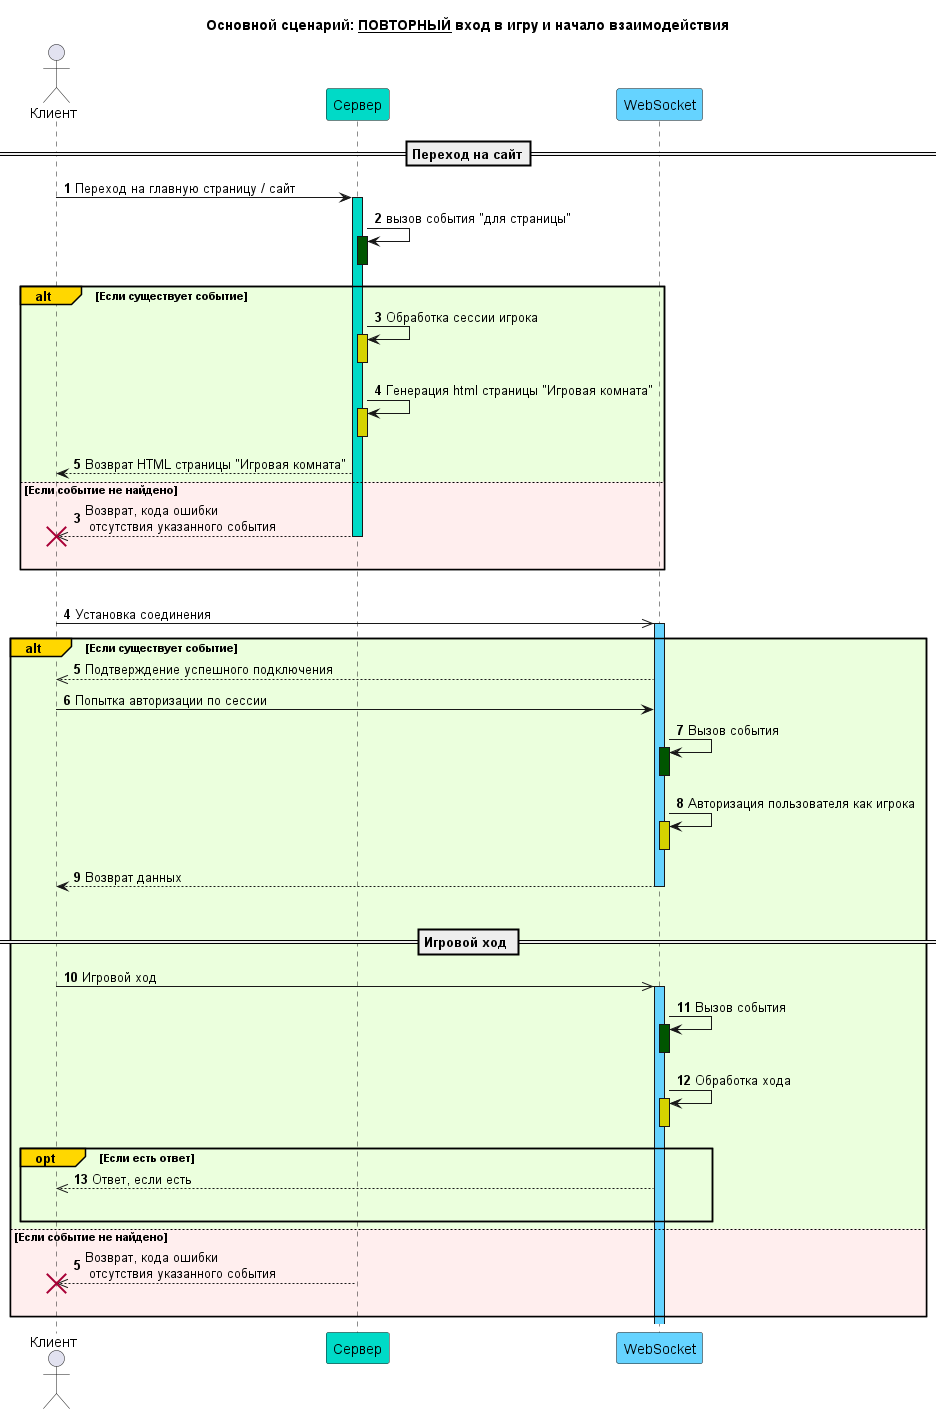 Основной сценарий: ПОВТОРНЫЙ вход в игру и начало взаимодействия
Клиент
Сервер
WebSocket
Переход на сайт
1 Переход на главную страницу / сайт
2 вызов события "для страницы"
alt [Если существует событие]
3 Обработка сессии игрока
4 Генерация html страницы "Игровая комната"
5 Возврат HTML страницы "Игровая комната"
[Если событие не найдено]
3 Возврат, кода ошибки
отсутствия указанного события
4 Установка соединения
alt [Если существует событие]
5 Подтверждение успешного подключения
6 Попытка авторизации по сессии
7 Вызов события
8 Авторизация пользователя как игрока
9 Возврат данных
Игровой ход
10 Игровой ход
11 Вызов события
12 Обработка хода
opt [Если есть ответ]
13 Ответ, если есть
[Если событие не найдено]
5 Возврат, кода ошибки
отсутствия указанного события
Клиент
Сервер
WebSocket